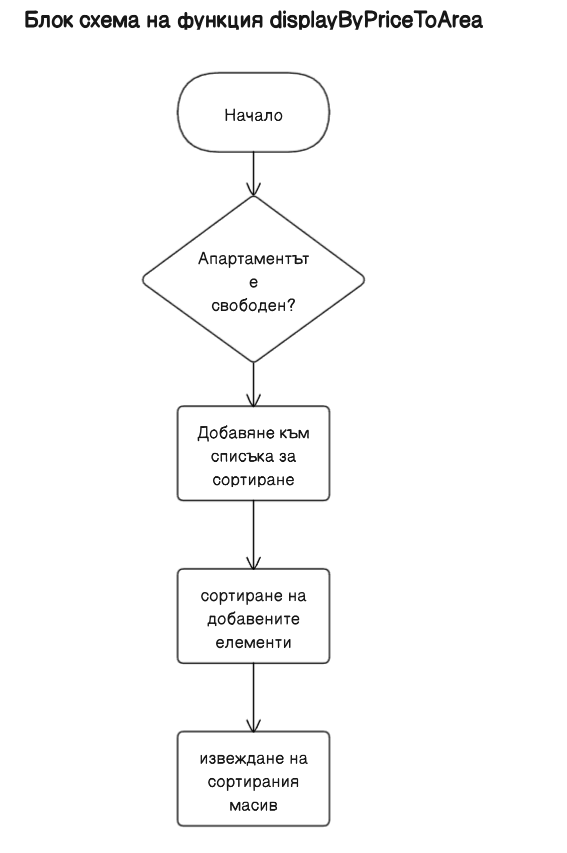 Блок схема на функция displayByPriceToArea
Начало
Апартаментът
е
свободен?
Добавяне към
списъка за
сортиране
сортиране на
добавените
елементи
извеждане на
сортирания
масив